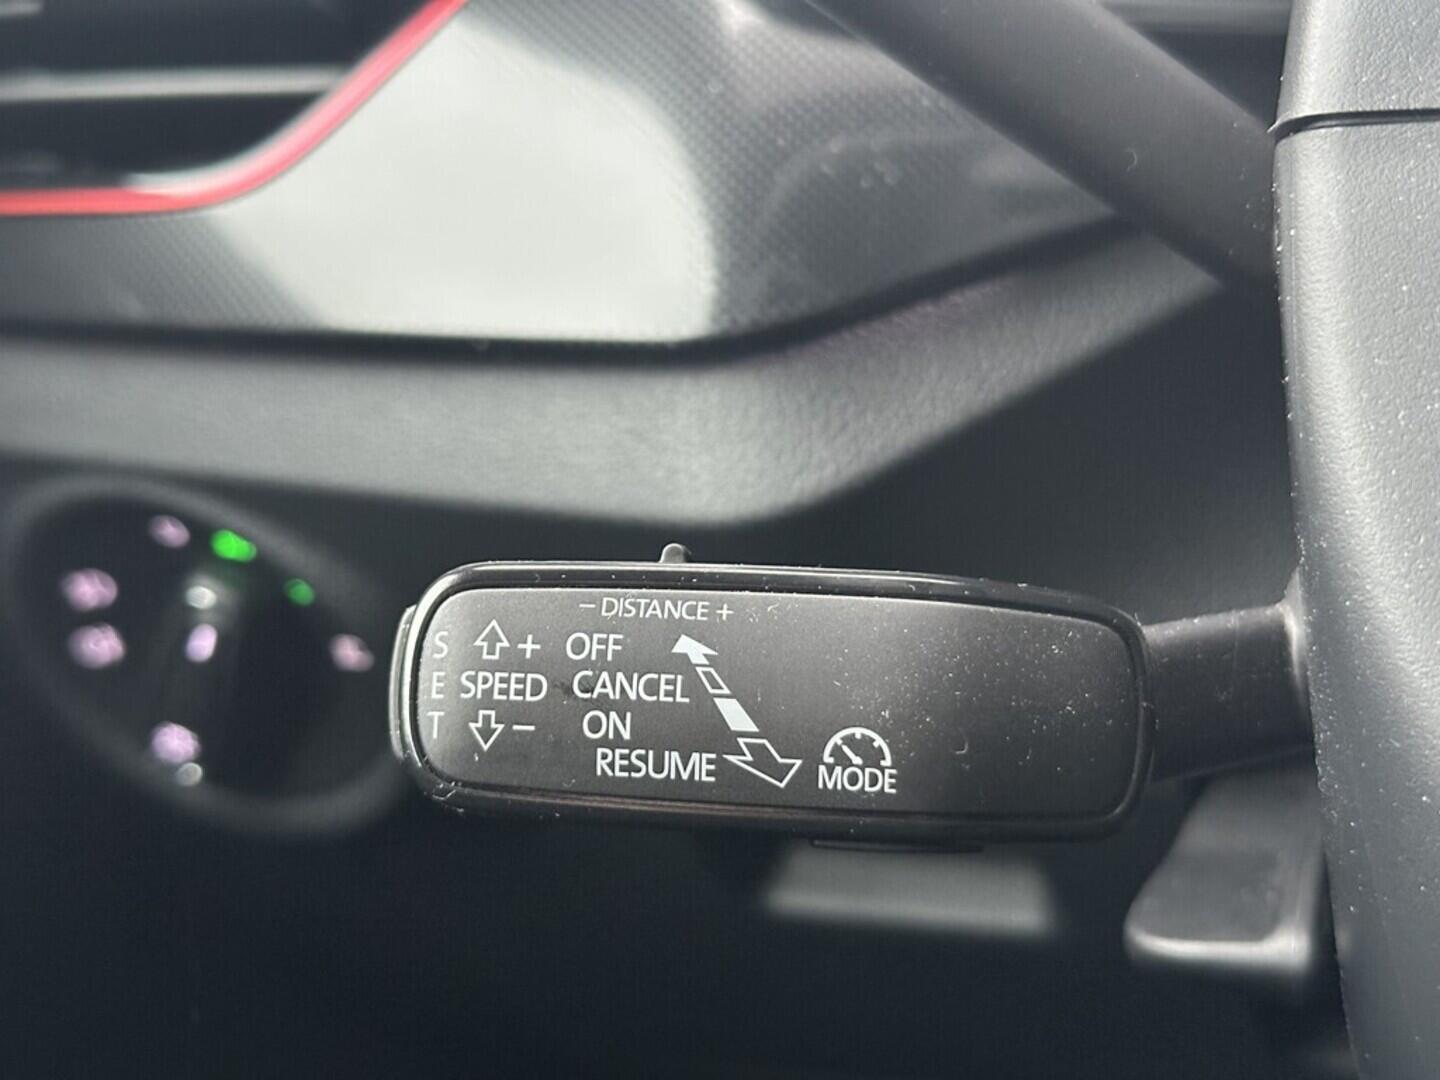 − DISTANCE +
S + OFF
E SPEED CANCEL
T − ON
RESUME
MODE